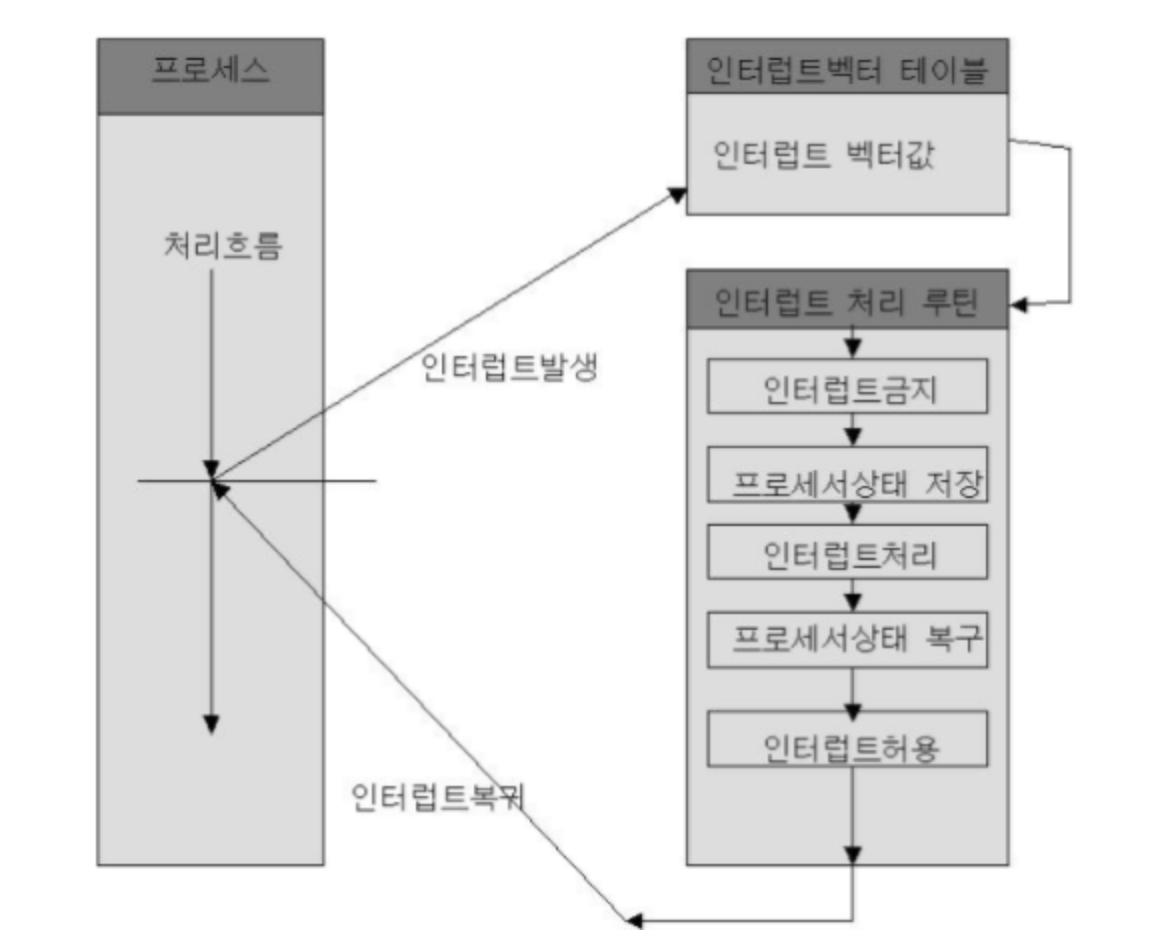 프로세스
처리흐름
인터럽트발생
인터럽트복귀
인터럽트벡터 테이블
인터럽트 벡터값
인터럽트 처리 루틴
인터럽트금지
프로세서상태 저장
인터럽트처리
프로세서상태 복구
인터럽트허용